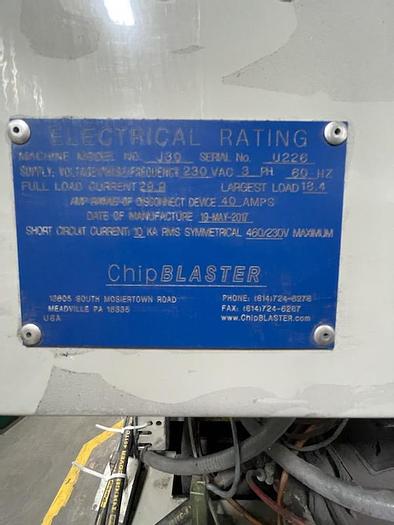 ELECTRICAL RATING
MACHINE MODEL NO. J30 SERIAL No. U226
SUPPLY: VOLTAGE/PHASE/FREQUENCY 230 VAC 3 PH 60 HZ
FULL LOAD CURRENT 29.9 LARGEST LOAD 18.4
AMP RATING OF DISCONNECT DEVICE 40 AMPS
DATE OF MANUFACTURE 19-MAY-2017
SHORT CIRCUIT CURRENT: 10 KA RMS SYMMETRICAL 460/230V MAXIMUM
ChipBLASTER
13605 SOUTH MOSIERTOWN ROAD
MEADVILLE PA 16335
USA
PHONE: (814)724-6278
FAX: (814)724-6287
www.ChipBLASTER.com